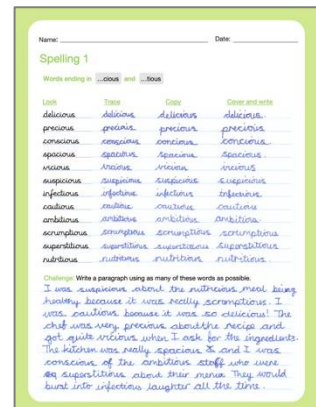 Name: Date:
Spelling 1
Words ending in ...cious and ...tious
Look Trace Copy Cover and write
delicious delicious delicious delicious
precious precious precious precious
conscious conscious concious concious
spacious spacious spacious spacious
vicious vicious vicious vicious
suspicious suspicious suspicious suspicious
infectious infectious infectious infectious
cautious cautious cautious cautious
ambitious ambitious ambitious ambitious
scrumptious scrumptious scrumptious scrumptious
superstitious superstitious superstitious superstitious
nutritious nutritious nutritious nutritious
Challenge: Write a paragraph using as many of these words as possible.
I was suspicious about the nutricious meal being
healthy because it was really scromptious. I
was cautious because it was so delicious! The
chef was very precious about the recipe and
got quite vicious when I ask for the ingredients.
The kitchen was really spacious & and I was
conscious of the ambitious staff who were
superstitious about their menu. They would
burst into infectious laughter all the time.